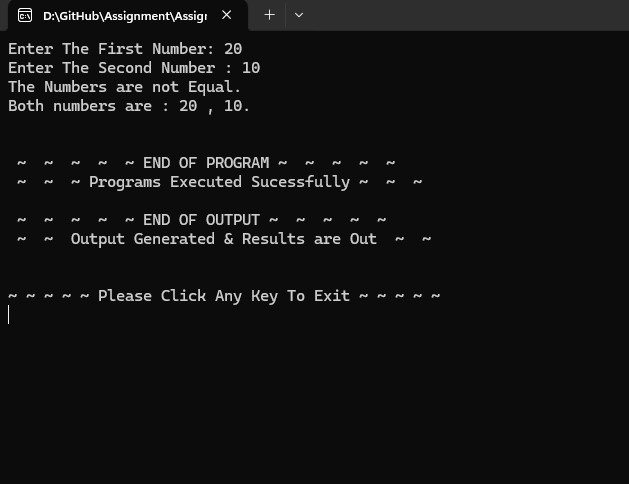 D:\GitHub\Assignment\Assig
Enter The First Number: 20
Enter The Second Number : 10
The Numbers are not Equal.
Both numbers are : 20 , 10.
~ ~ ~ ~ ~ END OF PROGRAM ~ ~ ~ ~ ~
~ ~ ~ Programs Executed Sucessfully ~ ~ ~
~ ~ ~ ~ ~ END OF OUTPUT ~ ~ ~ ~ ~
~ ~ Output Generated & Results are Out ~ ~
~ ~ ~ ~ ~ Please Click Any Key To Exit ~ ~ ~ ~ ~